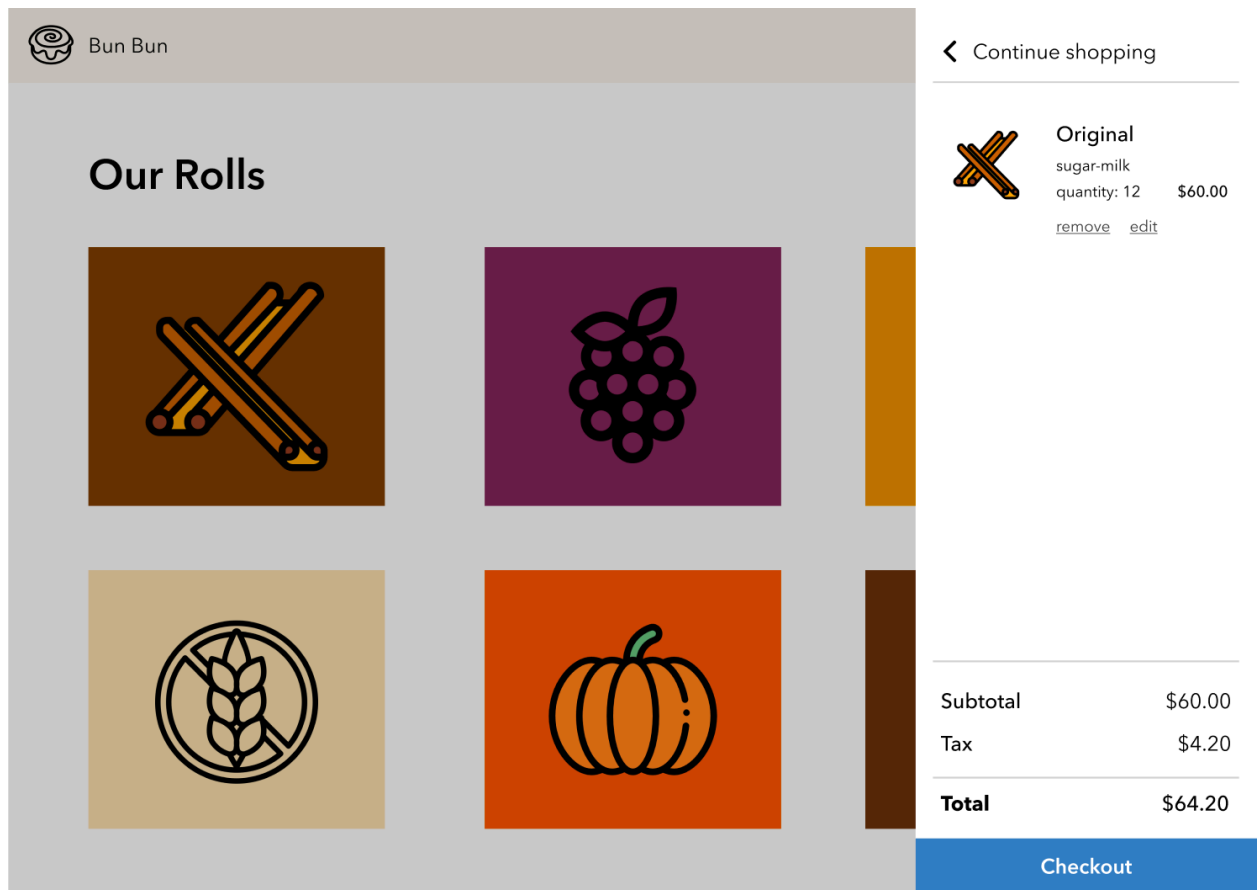 Bun Bun
Our Rolls
Continue shopping
Original
sugar-milk
quantity: 12 $60.00
remove edit
Subtotal $60.00
Tax $4.20
Total $64.20
Checkout